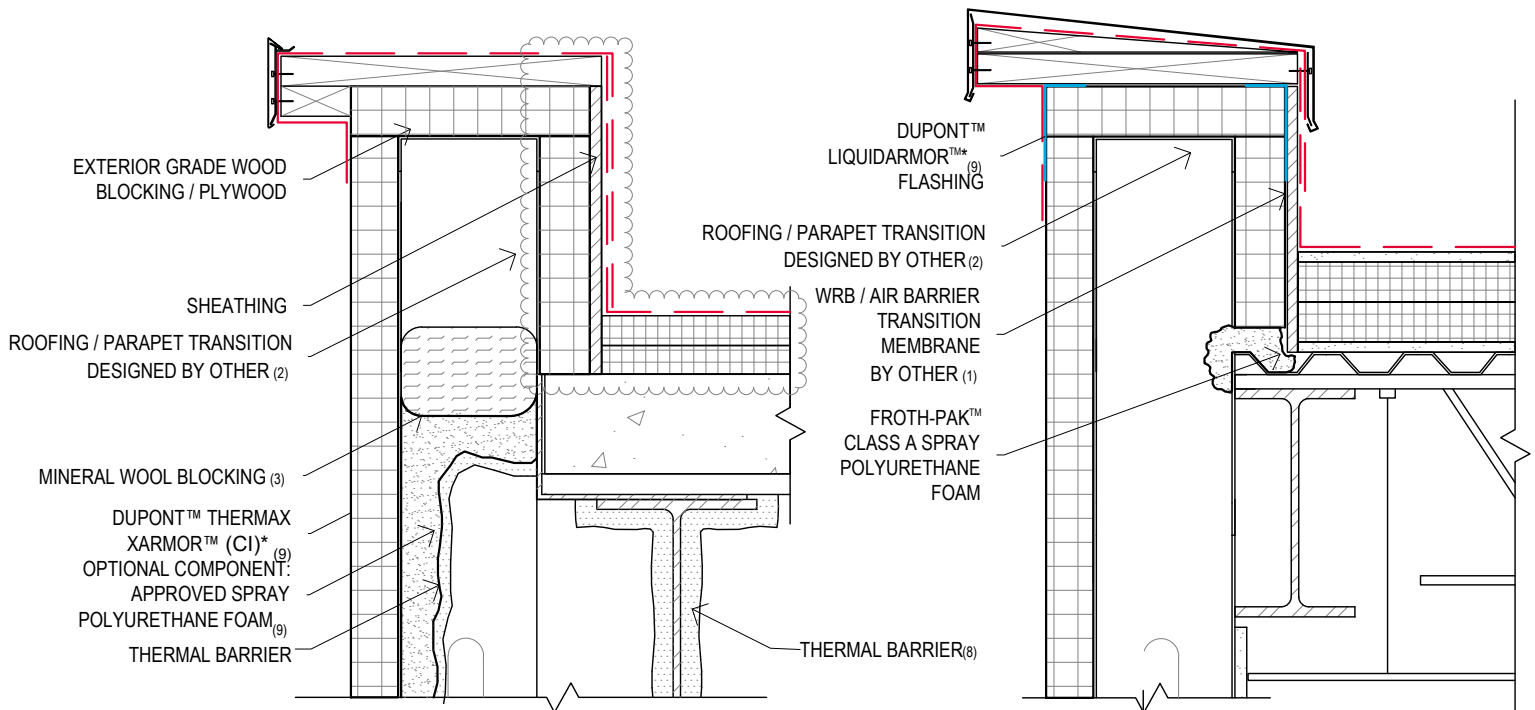 EXTERIOR GRADE WOOD
BLOCKING / PLYWOOD
SHEATHING
ROOFING / PARAPET TRANSITION
DESIGNED BY OTHER (2)
MINERAL WOOL BLOCKING (3)
DUPONT™ THERMAX
XARMOR™ (CI)* (9)
OPTIONAL COMPONENT:
APPROVED SPRAY
POLYURETHANE FOAM (9)
THERMAL BARRIER
THERMAL BARRIER(8)
DUPONT™
LIQUIDARMOR™* (9)
FLASHING
ROOFING / PARAPET TRANSITION
DESIGNED BY OTHER (2)
WRB / AIR BARRIER
TRANSITION
MEMBRANE
BY OTHER (1)
FROTH-PAK™
CLASS A SPRAY
POLYURETHANE
FOAM